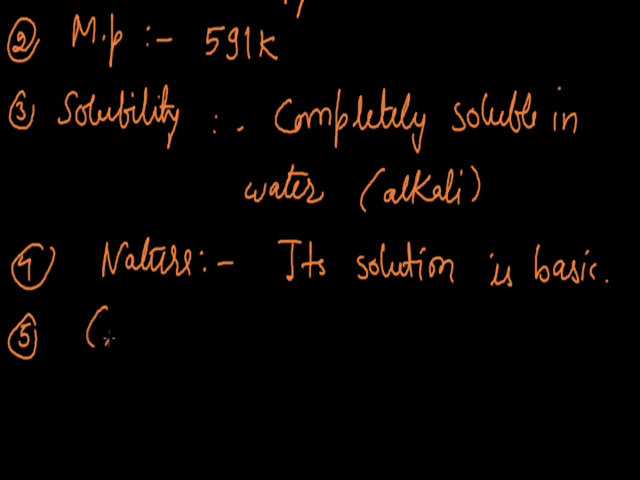 ② M.p :- 591K
③ Solubility :- Completely soluble in
water (alkali)
④ Nature :- Its solution is basic.
⑤ (